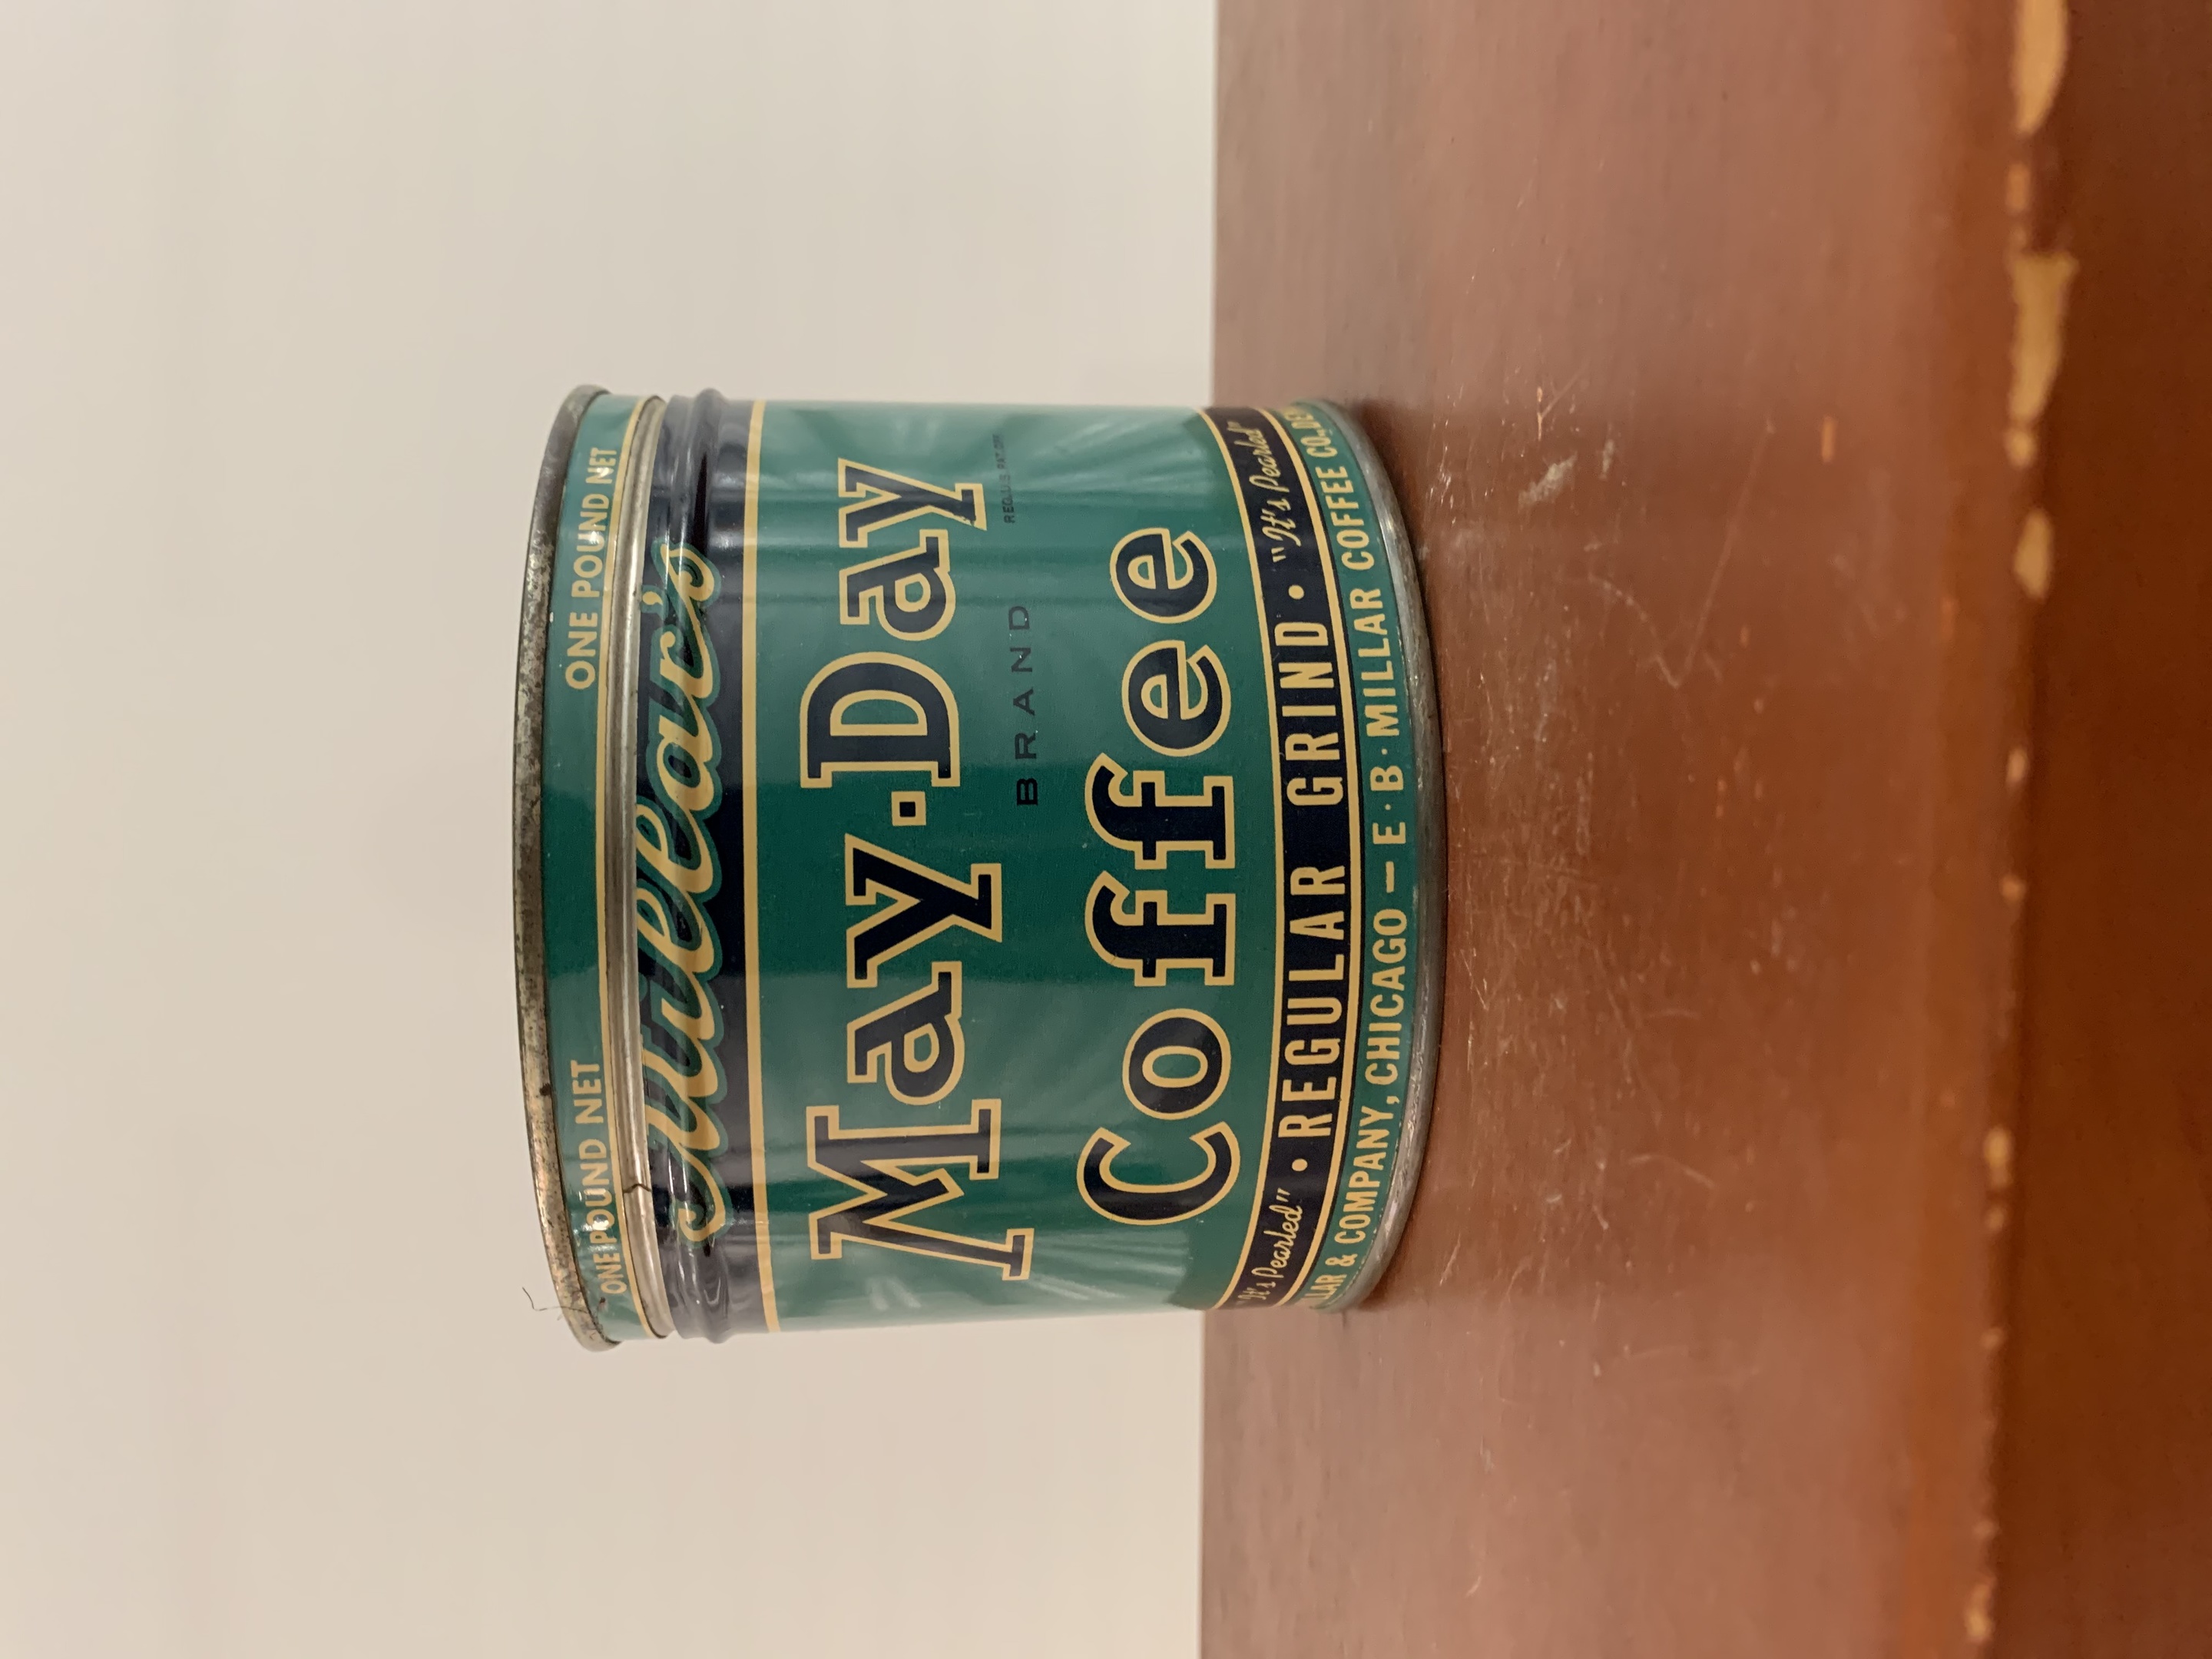 ONE POUND NET ONE POUND NET
Millar's
May.Day
REG.U.S.PAT.OFF.
BRAND
Coffee
"It's Pearled" • REGULAR GRIND • "It's Pearled"
& COMPANY, CHICAGO — E·B·MILLAR COFFEE CO.,